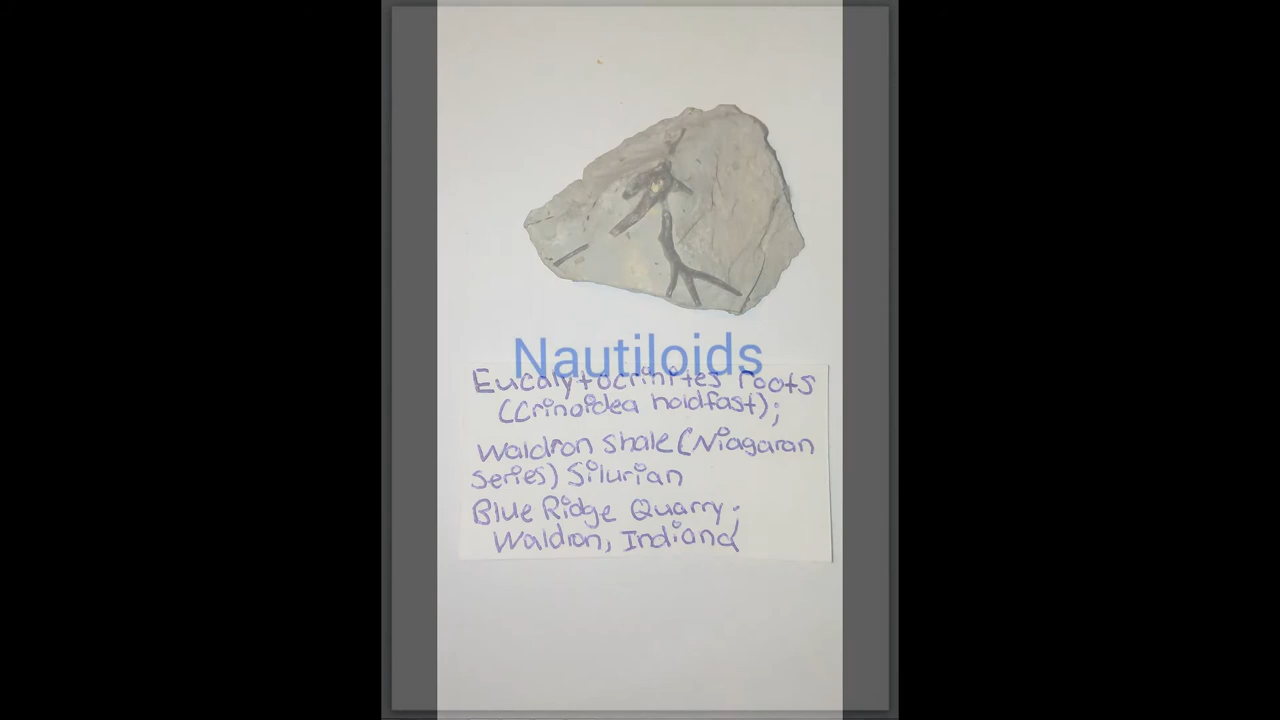 Nautiloids
Eucalytocrinites roots
(Crinoidea holdfast);
Waldron Shale (Niagaran
Series) Silurian
Blue Ridge Quarry;
Waldron, Indiana